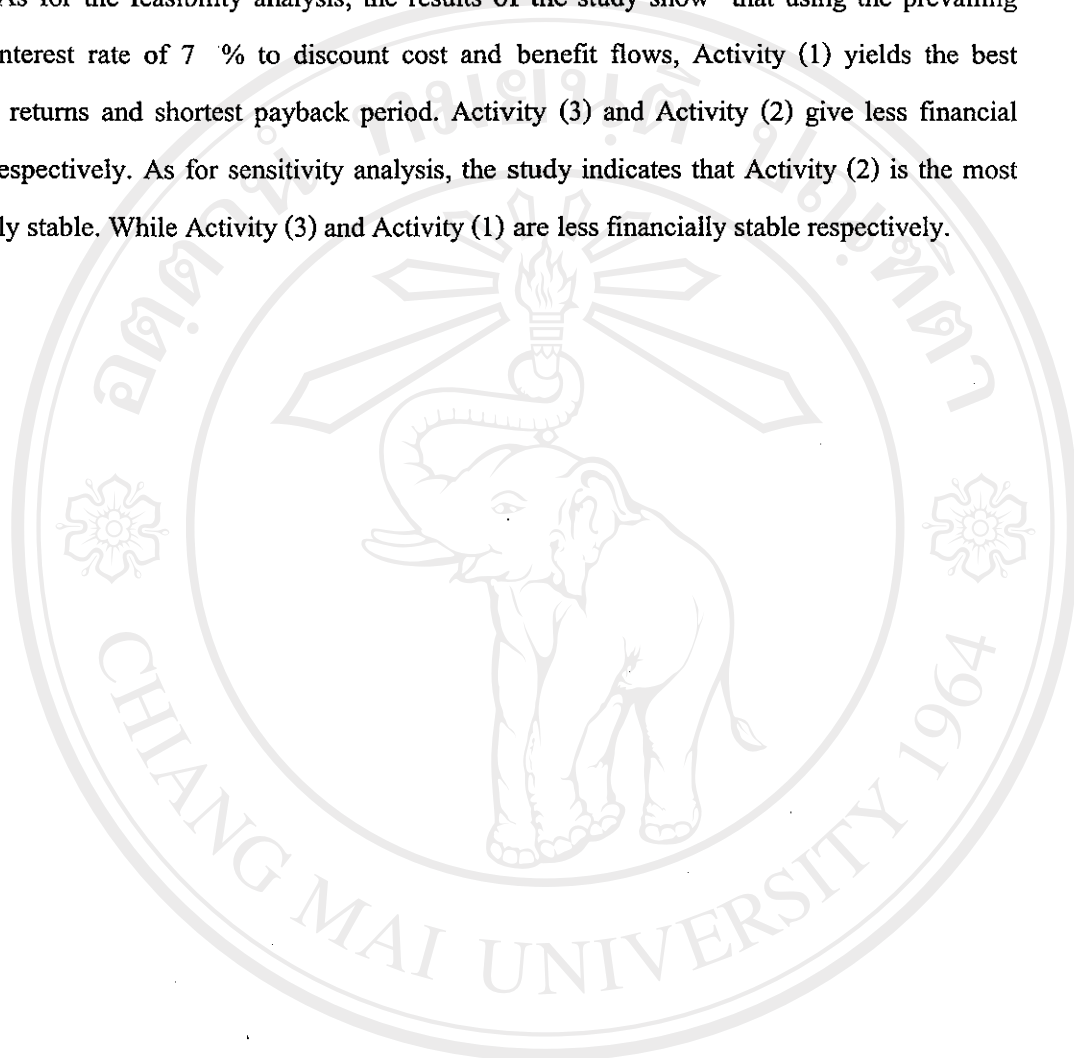 As for the feasibility analysis, the results of the study show that using the prevailing
nterest rate of 7 % to discount cost and benefit flows, Activity (1) yields the best
returns and shortest payback period. Activity (3) and Activity (2) give less financial
espectively. As for sensitivity analysis, the study indicates that Activity (2) is the most
ly stable. While Activity (3) and Activity (1) are less financially stable respectively.
CHIANG MAI UNIVERSITY 1964